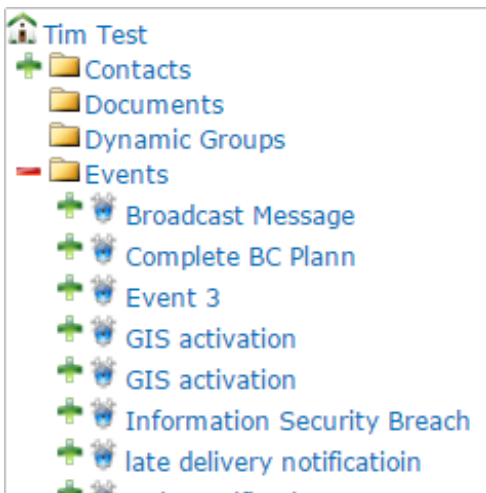 Tim Test
Contacts
Documents
Dynamic Groups
Events
Broadcast Message
Complete BC Plann
Event 3
GIS activation
GIS activation
Information Security Breach
late delivery notificatioin